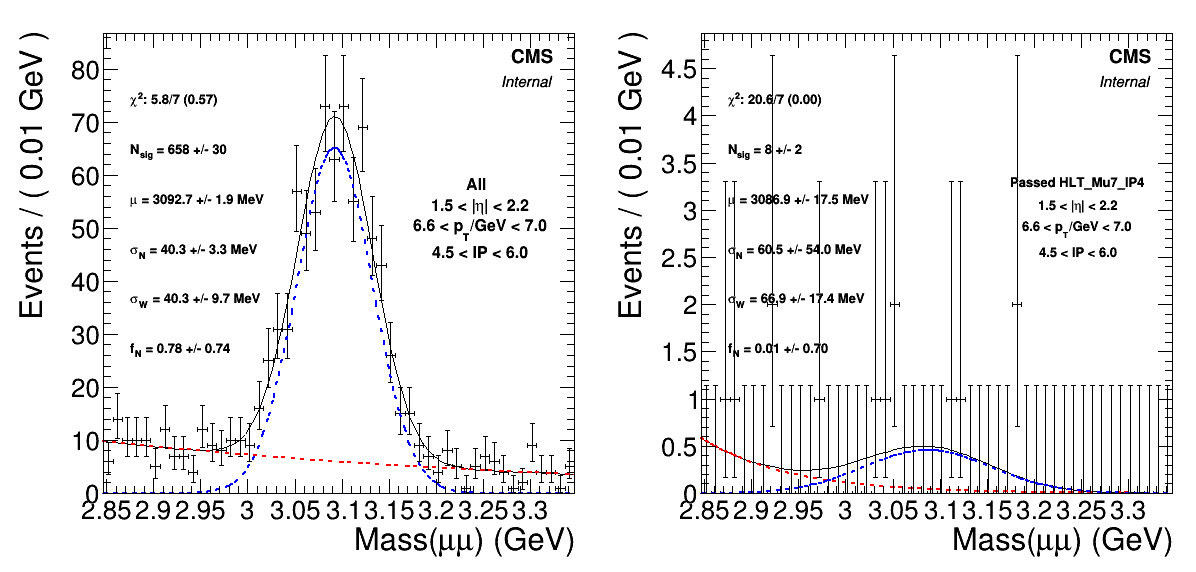 CMS
Internal
χ²: 5.8/7 (0.57)
N_sig = 658 +/- 30
μ = 3092.7 +/- 1.9 MeV
σ_N = 40.3 +/- 3.3 MeV
σ_W = 40.3 +/- 9.7 MeV
f_N = 0.78 +/- 0.74
All
1.5 < |η| < 2.2
6.6 < p_T/GeV < 7.0
4.5 < IP < 6.0
Events / ( 0.01 GeV )
80
70
60
50
40
30
20
10
0
2.85 2.9 2.95 3 3.05 3.1 3.15 3.2 3.25 3.3
Mass(μμ) (GeV)
CMS
Internal
χ²: 20.6/7 (0.00)
N_sig = 8 +/- 2
μ = 3086.9 +/- 17.5 MeV
σ_N = 60.5 +/- 54.0 MeV
σ_W = 66.9 +/- 17.4 MeV
f_N = 0.01 +/- 0.70
Passed HLT_Mu7_IP4
1.5 < |η| < 2.2
6.6 < p_T/GeV < 7.0
4.5 < IP < 6.0
Events / ( 0.01 GeV )
4.5
4
3.5
3
2.5
2
1.5
1
0.5
0
2.85 2.9 2.95 3 3.05 3.1 3.15 3.2 3.25 3.3
Mass(μμ) (GeV)